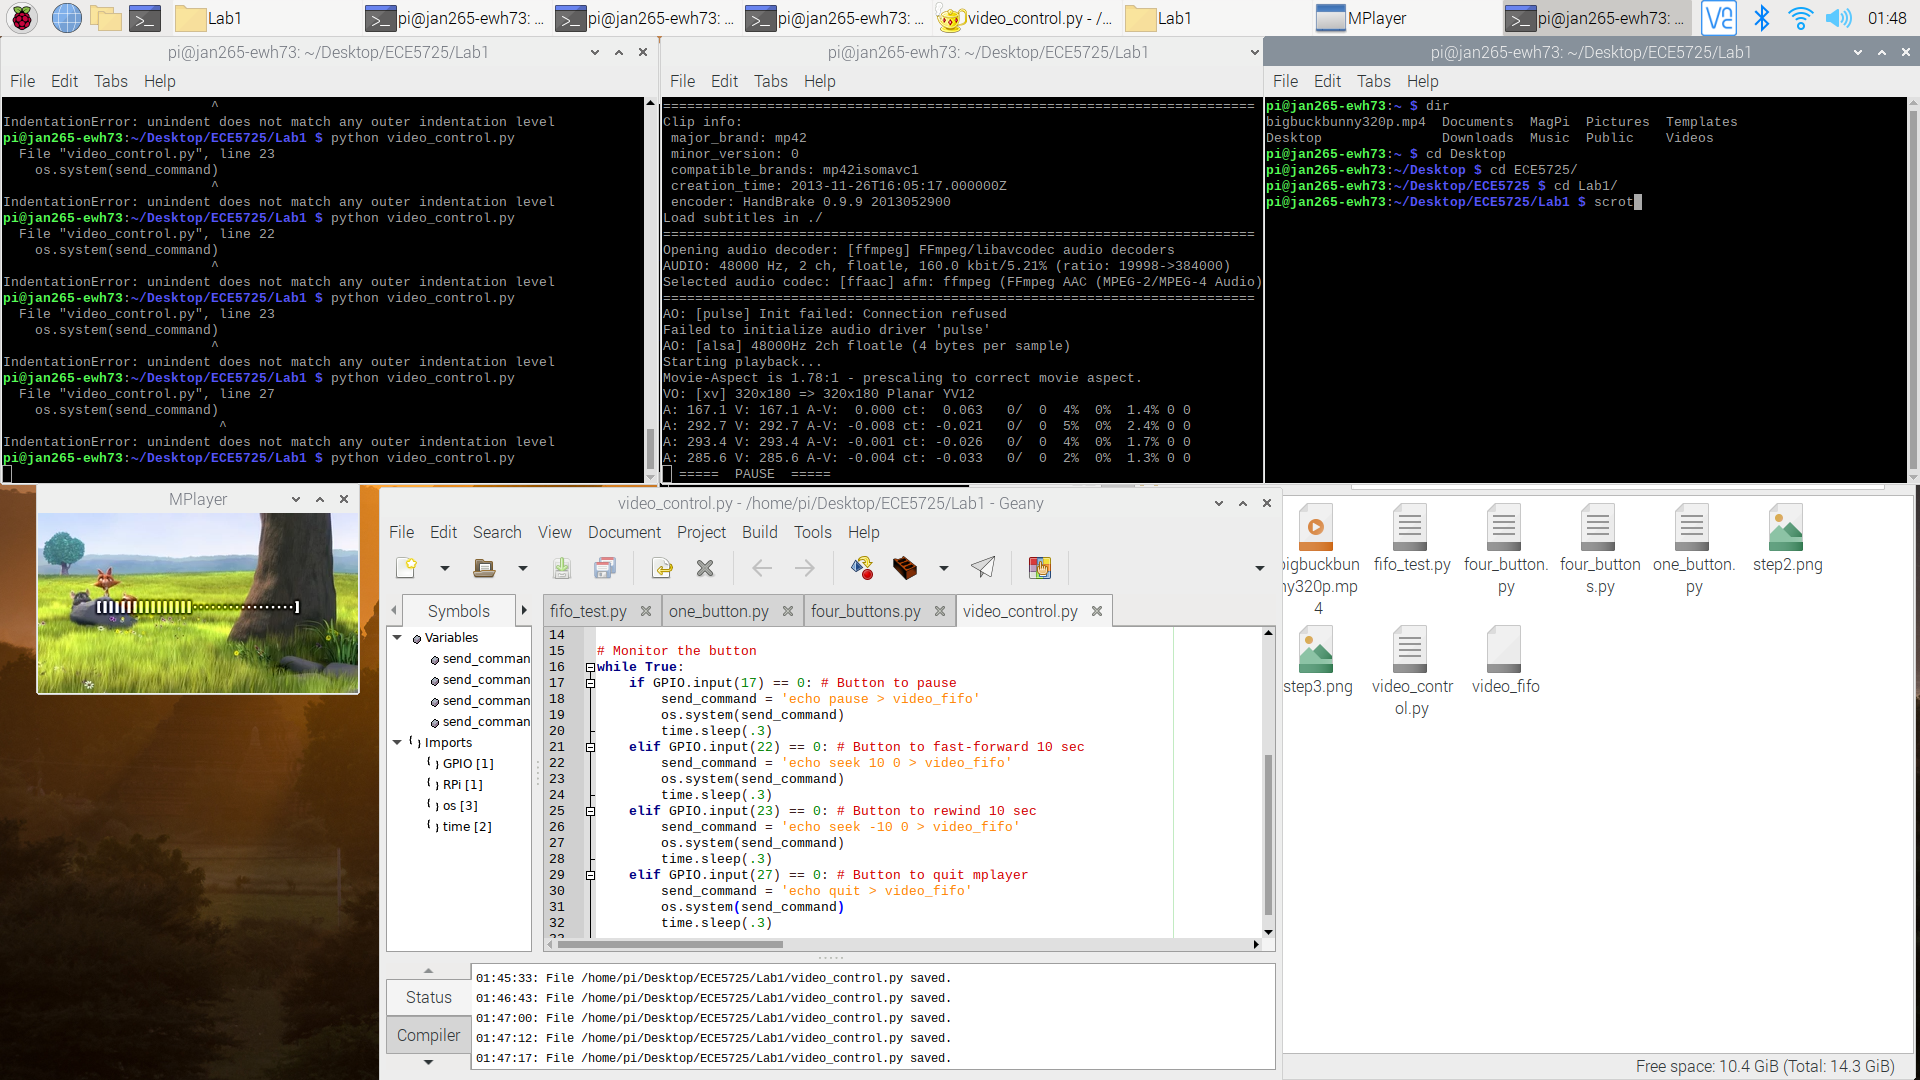 Lab1
pi@jan265-ewh73: ...
pi@jan265-ewh73: ...
pi@jan265-ewh73: ...
video_control.py - /...
Lab1
MPlayer
pi@jan265-ewh73: ...
01:48
pi@jan265-ewh73: ~/Desktop/ECE5725/Lab1
File Edit Tabs Help
^
IndentationError: unindent does not match any outer indentation level
pi@jan265-ewh73:~/Desktop/ECE5725/Lab1 $ python video_control.py
File "video_control.py", line 23
os.system(send_command)
^
IndentationError: unindent does not match any outer indentation level
pi@jan265-ewh73:~/Desktop/ECE5725/Lab1 $ python video_control.py
File "video_control.py", line 22
os.system(send_command)
^
IndentationError: unindent does not match any outer indentation level
pi@jan265-ewh73:~/Desktop/ECE5725/Lab1 $ python video_control.py
File "video_control.py", line 23
os.system(send_command)
^
IndentationError: unindent does not match any outer indentation level
pi@jan265-ewh73:~/Desktop/ECE5725/Lab1 $ python video_control.py
File "video_control.py", line 27
os.system(send_command)
^
IndentationError: unindent does not match any outer indentation level
pi@jan265-ewh73:~/Desktop/ECE5725/Lab1 $ python video_control.py
pi@jan265-ewh73: ~/Desktop/ECE5725/Lab1
File Edit Tabs Help
==========================================================================
Clip info:
major_brand: mp42
minor_version: 0
compatible_brands: mp42isomavc1
creation_time: 2013-11-26T16:05:17.000000Z
encoder: HandBrake 0.9.9 2013052900
Load subtitles in ./
==========================================================================
Opening audio decoder: [ffmpeg] FFmpeg/libavcodec audio decoders
AUDIO: 48000 Hz, 2 ch, floatle, 160.0 kbit/5.21% (ratio: 19998->384000)
Selected audio codec: [ffaac] afm: ffmpeg (FFmpeg AAC (MPEG-2/MPEG-4 Audio)
==========================================================================
AO: [pulse] Init failed: Connection refused
Failed to initialize audio driver 'pulse'
AO: [alsa] 48000Hz 2ch floatle (4 bytes per sample)
Starting playback...
Movie-Aspect is 1.78:1 - prescaling to correct movie aspect.
VO: [xv] 320x180 => 320x180 Planar YV12
A: 167.1 V: 167.1 A-V: 0.000 ct: 0.063 0/ 0 4% 0% 1.4% 0 0
A: 292.7 V: 292.7 A-V: -0.008 ct: -0.021 0/ 0 5% 0% 2.4% 0 0
A: 293.4 V: 293.4 A-V: -0.001 ct: -0.026 0/ 0 4% 0% 1.7% 0 0
A: 285.6 V: 285.6 A-V: -0.004 ct: -0.033 0/ 0 2% 0% 1.3% 0 0
===== PAUSE =====
pi@jan265-ewh73: ~/Desktop/ECE5725/Lab1
File Edit Tabs Help
pi@jan265-ewh73:~ $ dir
bigbuckbunny320p.mp4 Documents MagPi Pictures Templates
Desktop Downloads Music Public Videos
pi@jan265-ewh73:~ $ cd Desktop
pi@jan265-ewh73:~/Desktop $ cd ECE5725/
pi@jan265-ewh73:~/Desktop/ECE5725 $ cd Lab1/
pi@jan265-ewh73:~/Desktop/ECE5725/Lab1 $ scrot
MPlayer
video_control.py - /home/pi/Desktop/ECE5725/Lab1 - Geany
File Edit Search View Document Project Build Tools Help
Symbols
Variables
send_comman
send_comman
send_comman
send_comman
Imports
GPIO [1]
RPi [1]
os [3]
time [2]
fifo_test.py one_button.py four_buttons.py video_control.py
14
15 # Monitor the button
16 while True:
17 if GPIO.input(17) == 0: # Button to pause
18 send_command = 'echo pause > video_fifo'
19 os.system(send_command)
20 time.sleep(.3)
21 elif GPIO.input(22) == 0: # Button to fast-forward 10 sec
22 send_command = 'echo seek 10 0 > video_fifo'
23 os.system(send_command)
24 time.sleep(.3)
25 elif GPIO.input(23) == 0: # Button to rewind 10 sec
26 send_command = 'echo seek -10 0 > video_fifo'
27 os.system(send_command)
28 time.sleep(.3)
29 elif GPIO.input(27) == 0: # Button to quit mplayer
30 send_command = 'echo quit > video_fifo'
31 os.system(send_command)
32 time.sleep(.3)
Status
Compiler
01:45:33: File /home/pi/Desktop/ECE5725/Lab1/video_control.py saved.
01:46:43: File /home/pi/Desktop/ECE5725/Lab1/video_control.py saved.
01:47:00: File /home/pi/Desktop/ECE5725/Lab1/video_control.py saved.
01:47:12: File /home/pi/Desktop/ECE5725/Lab1/video_control.py saved.
01:47:17: File /home/pi/Desktop/ECE5725/Lab1/video_control.py saved.
igbuckbun
ny320p.mp
4
fifo_test.py
four_button.
py
four_button
s.py
one_button.
py
step2.png
step3.png
video_contr
ol.py
video_fifo
Free space: 10.4 GiB (Total: 14.3 GiB)